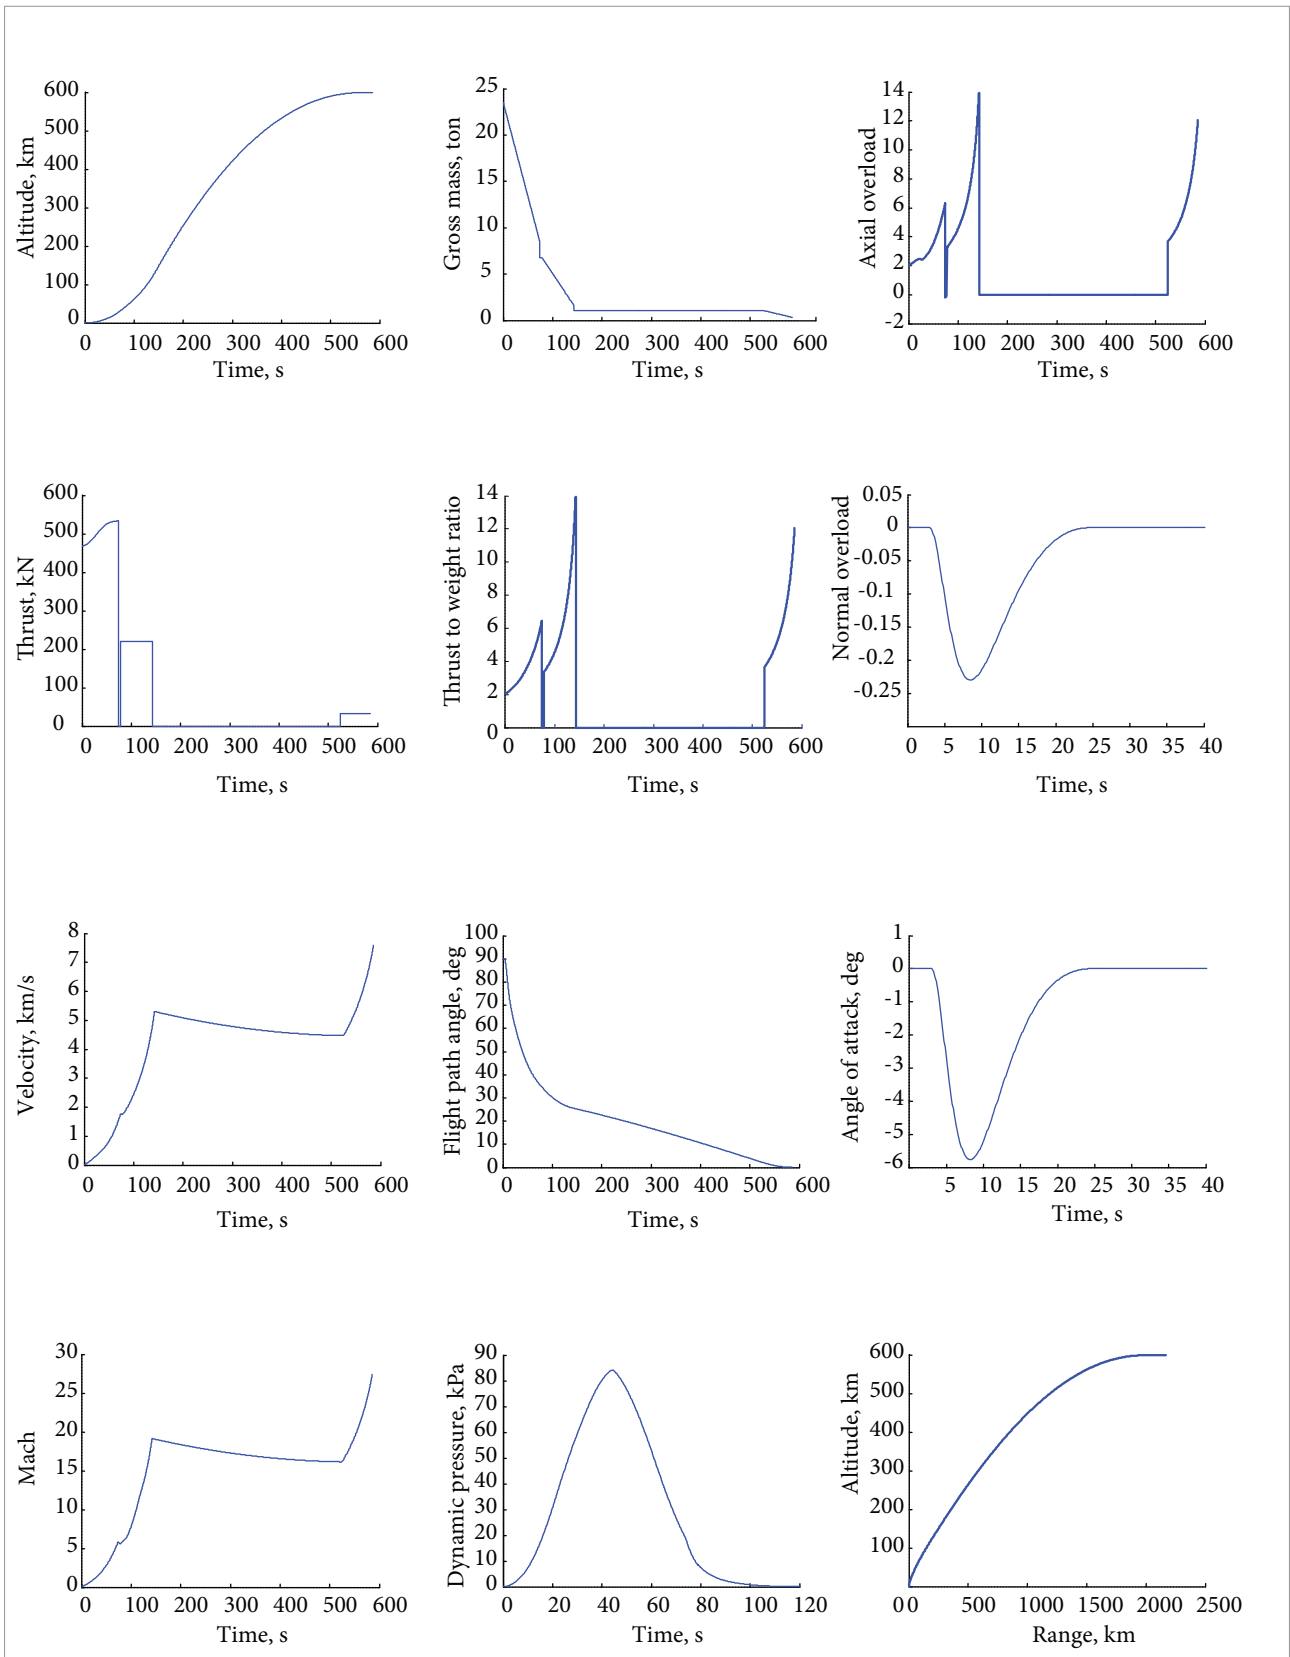 Altitude, km
600
500
400
300
200
100
0
0 100 200 300 400 500 600
Time, s
Gross mass, ton
25
20
15
10
5
0
0 100 200 300 400 500 600
Time, s
Axial overload
14
12
10
8
6
4
2
0
-2
0 100 200 300 400 500 600
Time, s
Thrust, kN
600
500
400
300
200
100
0
0 100 200 300 400 500 600
Time, s
Thrust to weight ratio
14
12
10
8
6
4
2
0
0 100 200 300 400 500 600
Time, s
Normal overload
0.05
0
-0.05
-0.1
-0.15
-0.2
-0.25
0 5 10 15 20 25 30 35 40
Time, s
Velocity, km/s
8
7
6
5
4
3
2
1
0
0 100 200 300 400 500 600
Time, s
Flight path angle, deg
100
90
80
70
60
50
40
30
20
10
0
0 100 200 300 400 500 600
Time, s
Angle of attack, deg
1
0
-1
-2
-3
-4
-5
-6
5 10 15 20 25 30 35 40
Time, s
Mach
30
25
20
15
10
5
0
0 100 200 300 400 500 600
Time, s
Dynamic pressure, kPa
90
80
70
60
50
40
30
20
10
0
0 20 40 60 80 100 120
Time, s
Altitude, km
600
500
400
300
200
100
0 0 500 1000 1500 2000 2500
Range, km